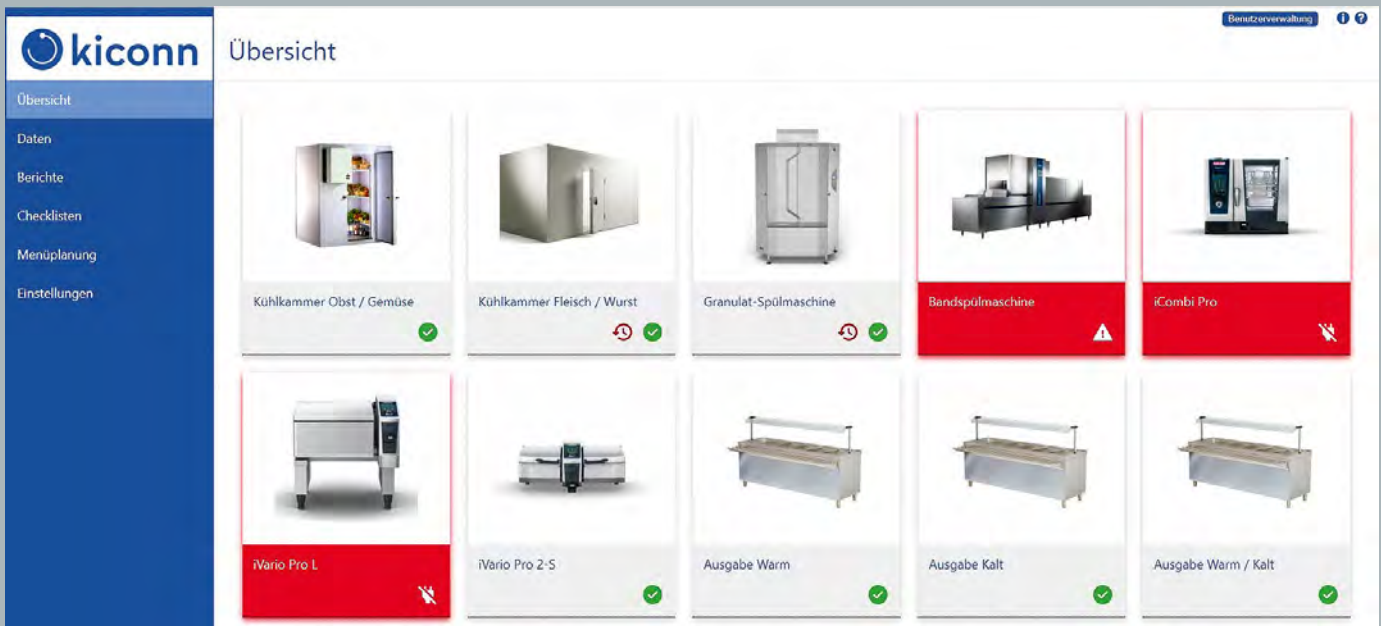 kiconn
Übersicht
Benutzerverwaltung
Übersicht
Daten
Berichte
Checklisten
Menüplanung
Einstellungen
Kühlkammer Obst / Gemüse
Kühlkammer Fleisch / Wurst
Granulat-Spülmaschine
Bandspülmaschine
iCombi Pro
iVario Pro L
iVario Pro 2-S
Ausgabe Warm
Ausgabe Kalt
Ausgabe Warm / Kalt